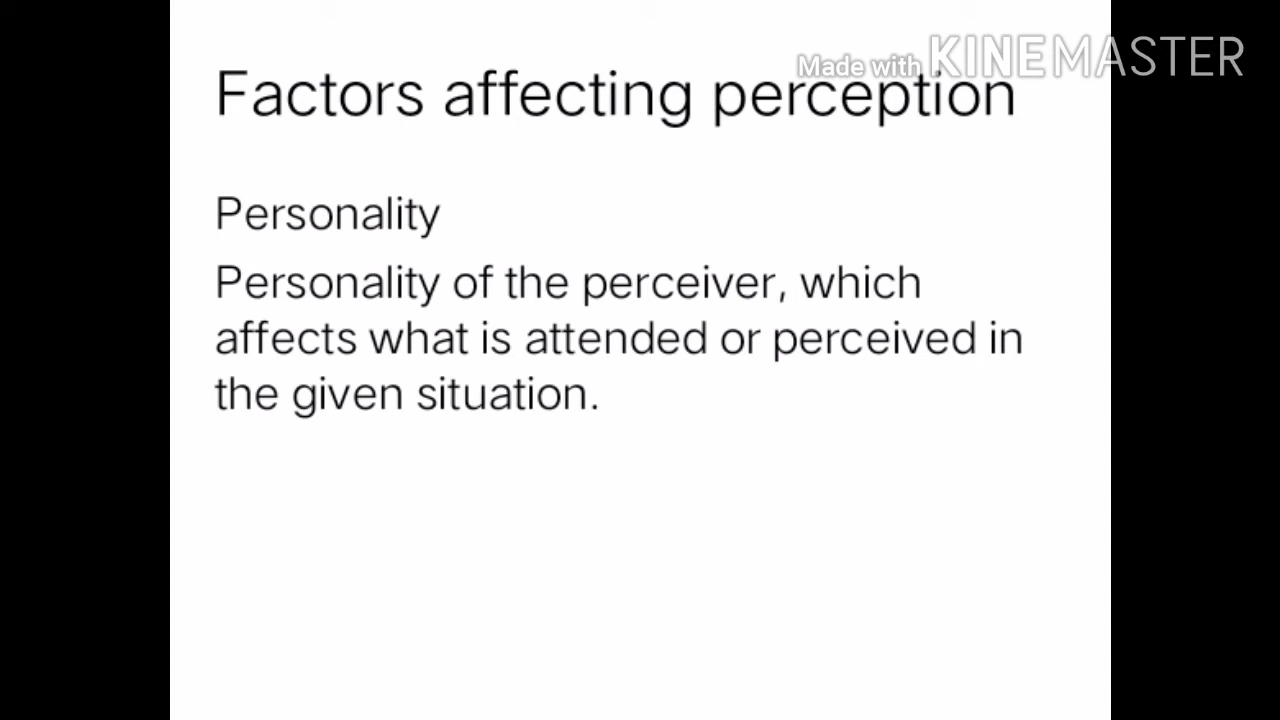 Made with KINEMASTER
Factors affecting perception
Personality
Personality of the perceiver, which
affects what is attended or perceived in
the given situation.